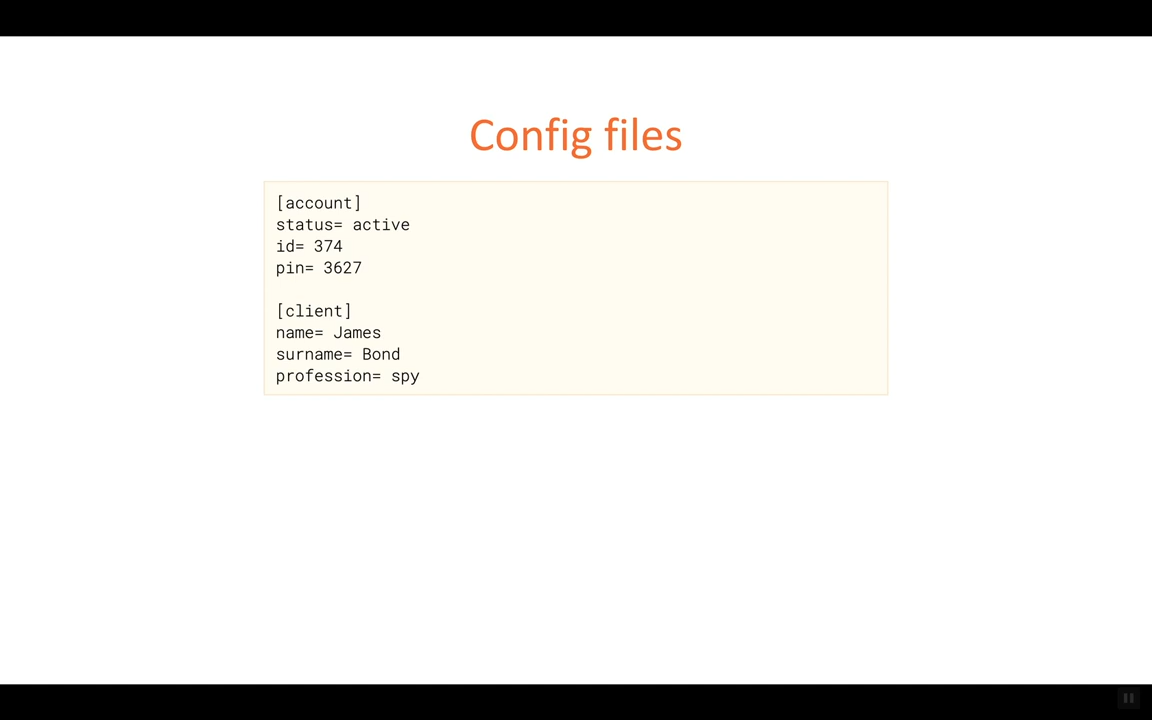 Config files
[account]
status= active
id= 374
pin= 3627
[client]
name= James
surname= Bond
profession= spy